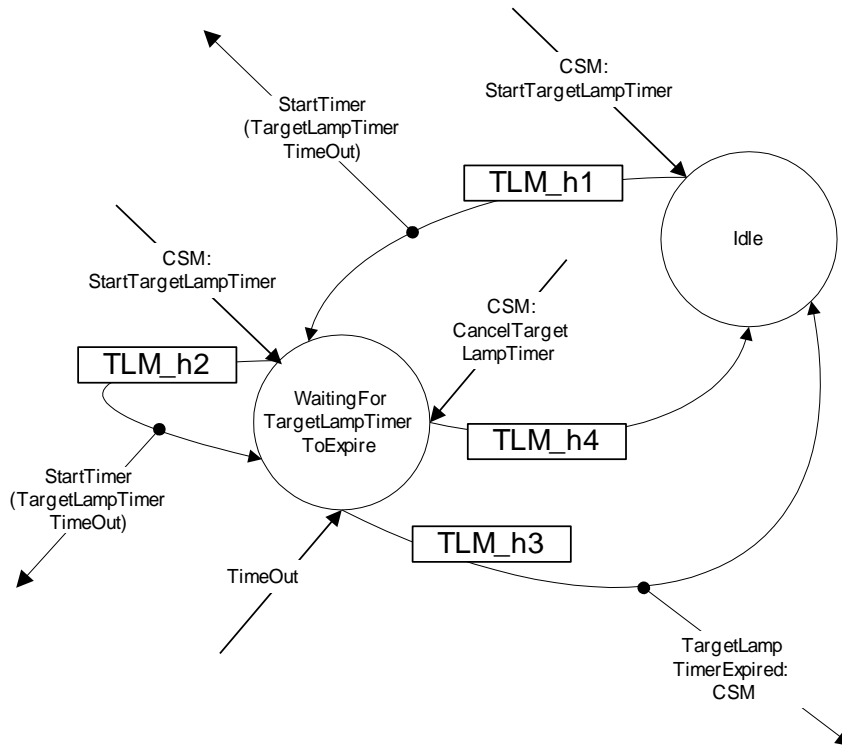 CSM:
StartTargetLampTimer
StartTimer
(TargetLampTimer
TimeOut)
TLM_h1
Idle
CSM:
StartTargetLampTimer
CSM:
CancelTarget
LampTimer
TLM_h2
WaitingFor
TargetLampTimer
ToExpire
TLM_h4
StartTimer
(TargetLampTimer
TimeOut)
TLM_h3
TimeOut
TargetLamp
TimerExpired:
CSM